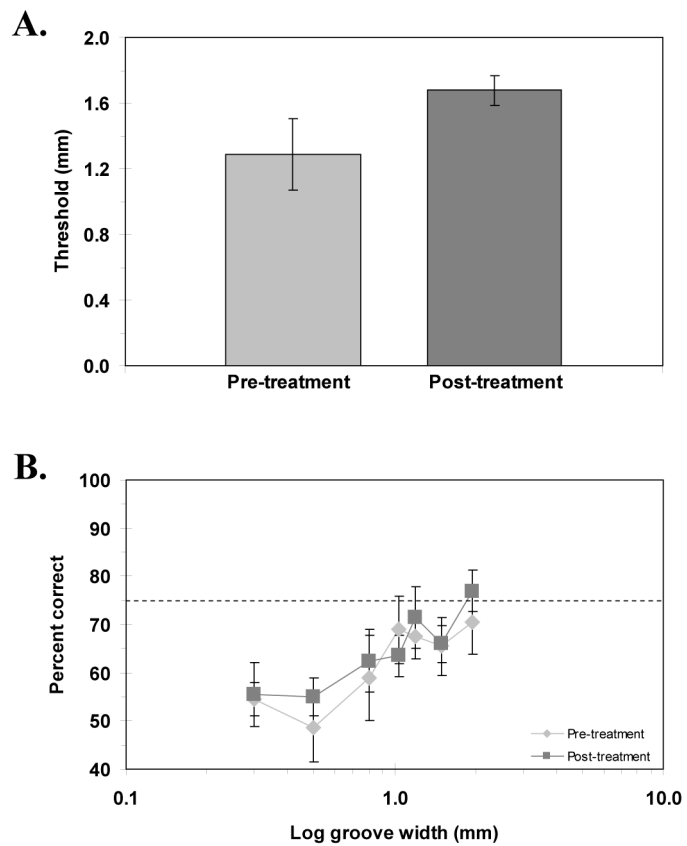 A.
2.0
1.6
1.2
0.8
0.4
0.0
Threshold (mm)
Pre-treatment Post-treatment
B.
100
90
80
70
60
50
40
Percent correct
Pre-treatment
Post-treatment
0.1 1.0 10.0
Log groove width (mm)